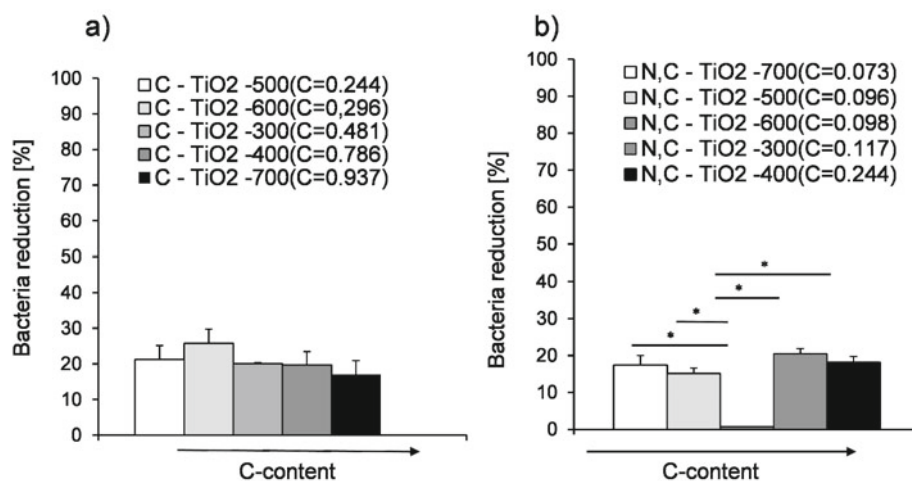 a)
Bacteria reduction [%]
100
90
80
70
60
50
40
30
20
10
0
C - TiO2 -500(C=0.244)
C - TiO2 -600(C=0,296)
C - TiO2 -300(C=0.481)
C - TiO2 -400(C=0.786)
C - TiO2 -700(C=0.937)
C-content
b)
Bacteria reduction [%]
100
90
80
70
60
50
40
30
20
10
0
N,C - TiO2 -700(C=0.073)
N,C - TiO2 -500(C=0.096)
N,C - TiO2 -600(C=0.098)
N,C - TiO2 -300(C=0.117)
N,C - TiO2 -400(C=0.244)
*
*
*
*
C-content